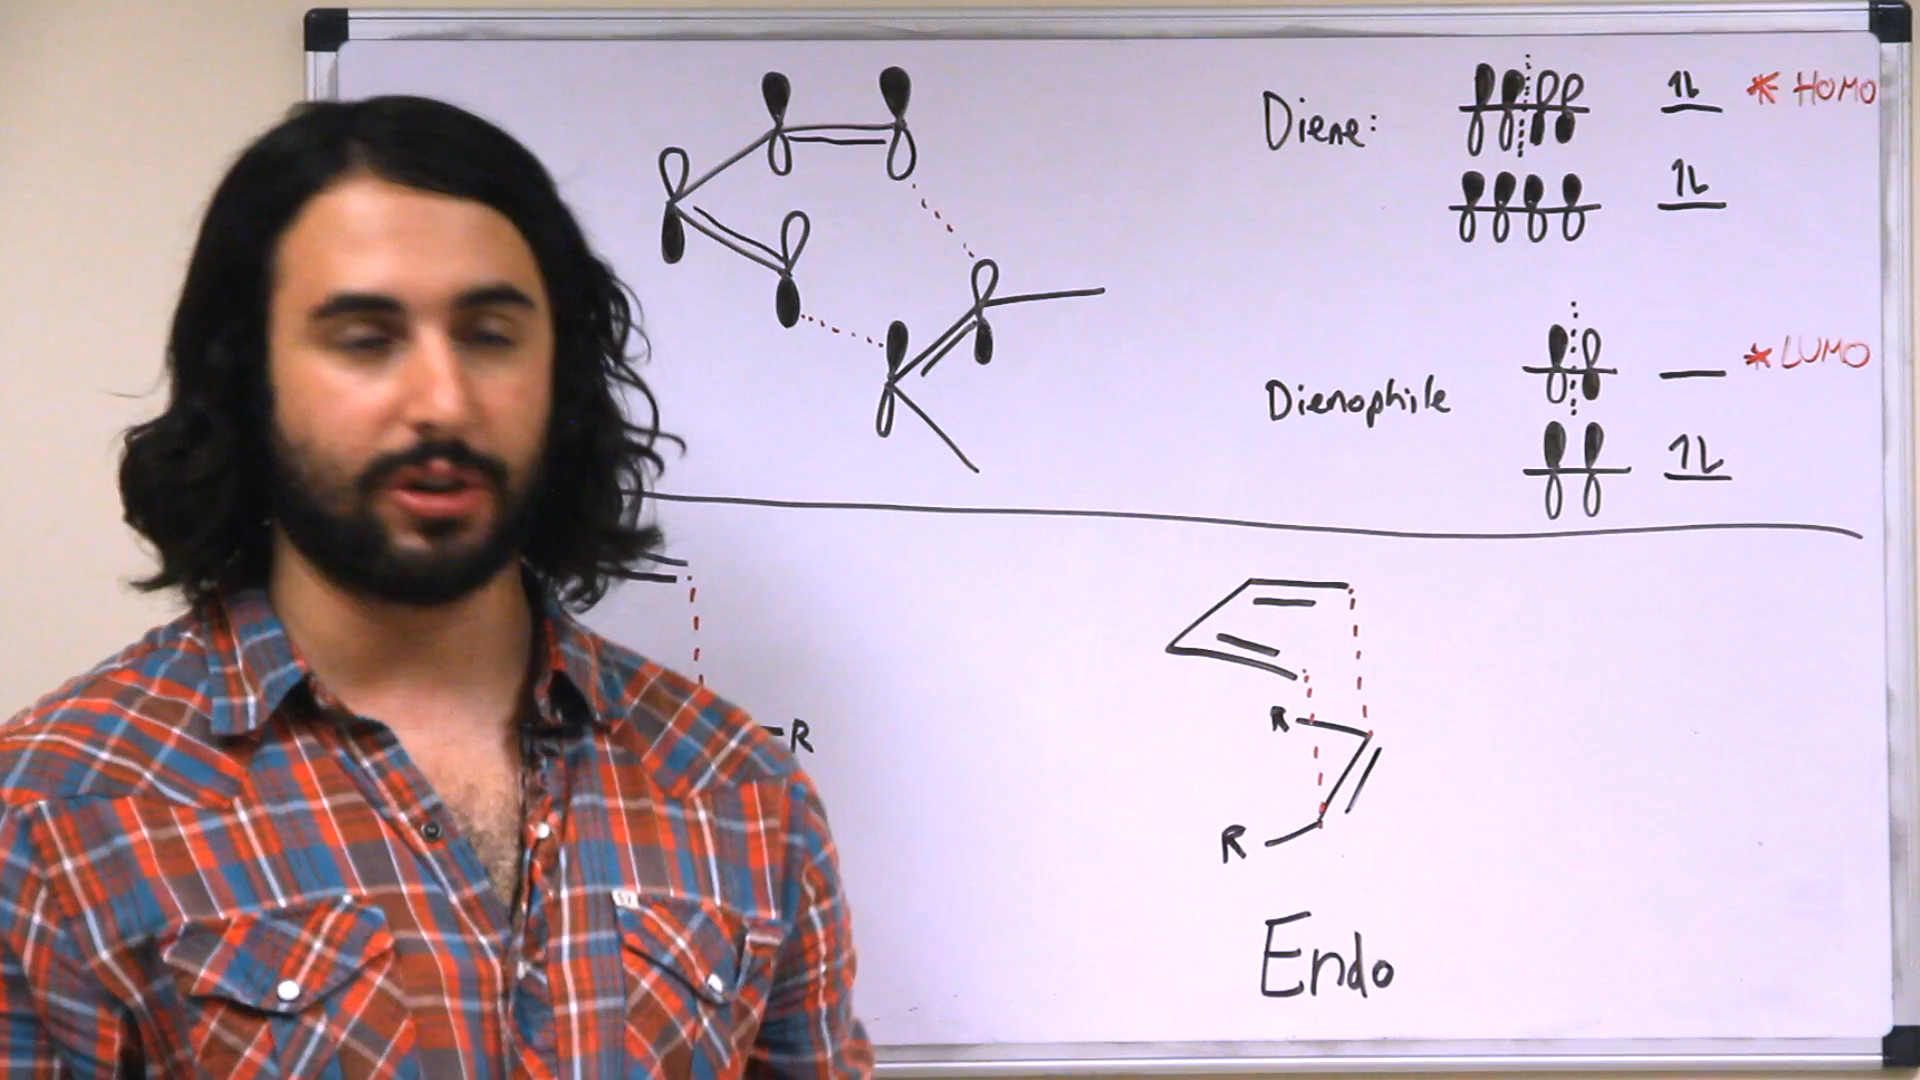 Diene:
* HOMO
* LUMO
Dienophile
R
R
R
Endo